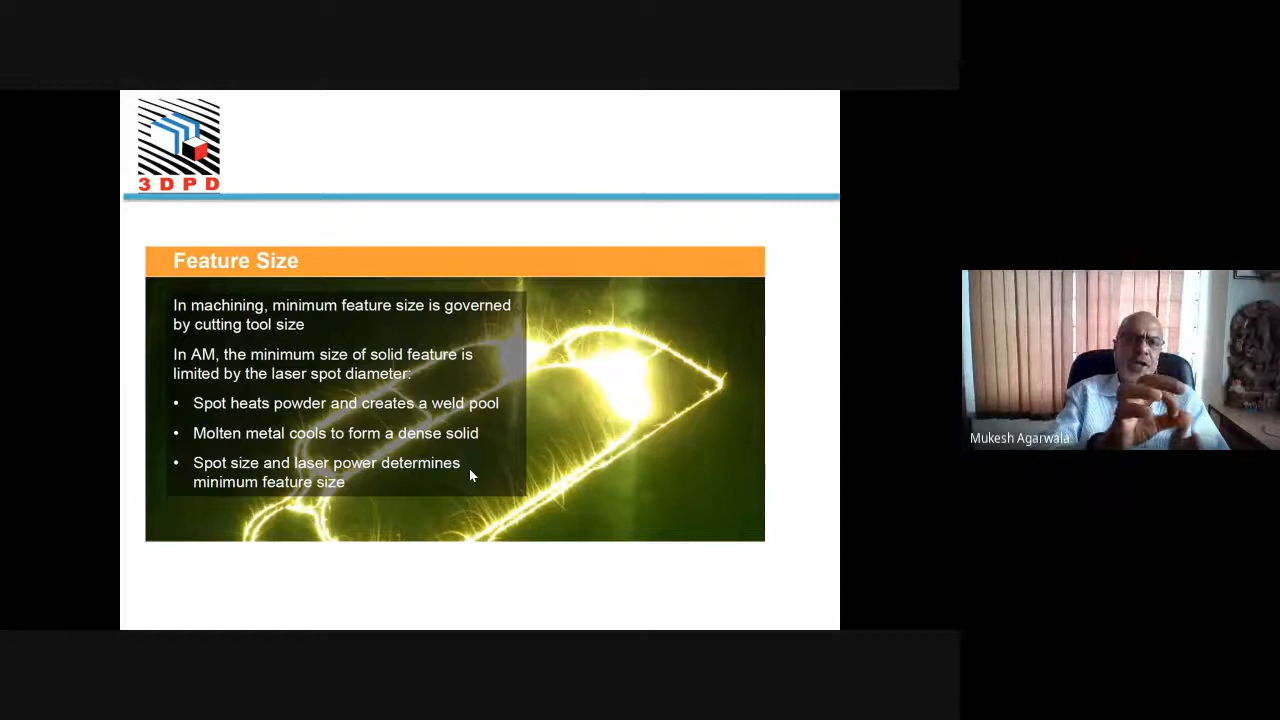 3DPD
Feature Size
In machining, minimum feature size is governed
by cutting tool size
In AM, the minimum size of solid feature is
limited by the laser spot diameter:
• Spot heats powder and creates a weld pool
• Molten metal cools to form a dense solid
• Spot size and laser power determines
minimum feature size
Mukesh Agarwala